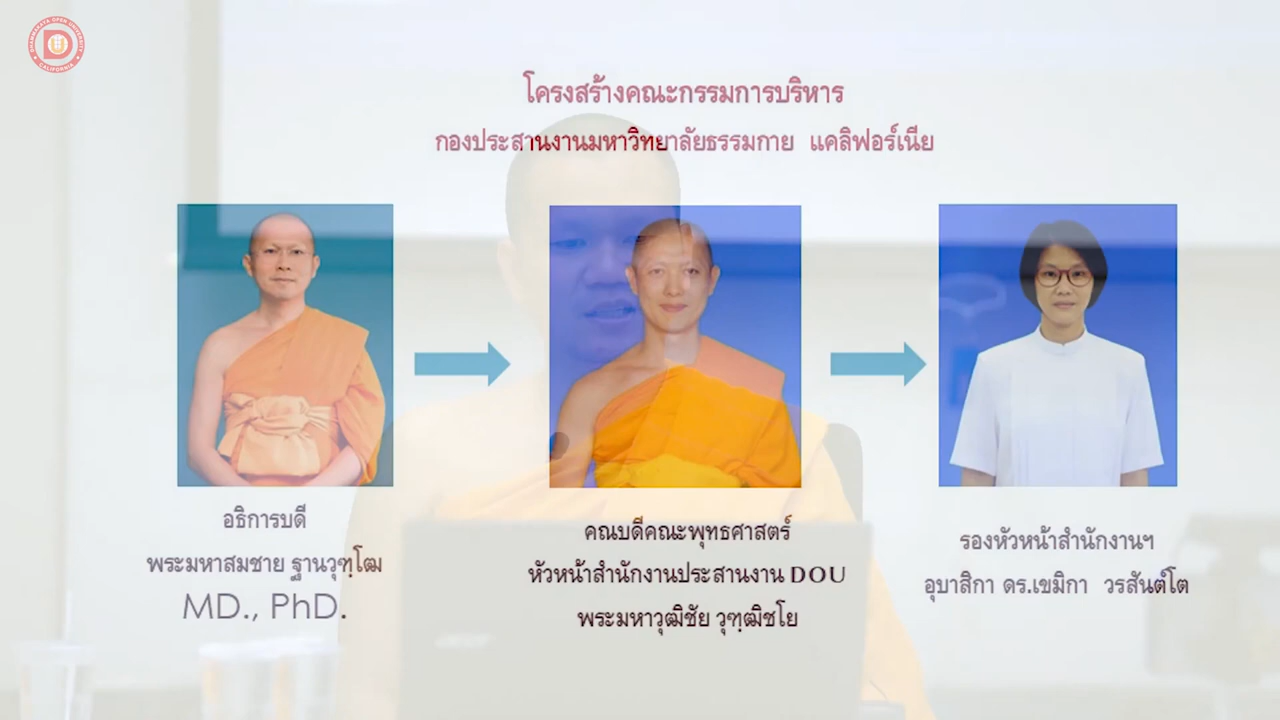 DHAMMAKAYA OPEN UNIVERSITY
D
CALIFORNIA
โครงสร้างคณะกรรมการบริหาร
กองประสานงานมหาวิทยาลัยธรรมกาย แคลิฟอร์เนีย
อธิการบดี
พระมหาสมชาย ฐานวุฑฺโฒ
MD., PhD.
คณบดีคณะพุทธศาสตร์
หัวหน้าสำนักงานประสานงาน DOU
พระมหาวุฒิชัย วุฑฺฒิชโย
รองหัวหน้าสำนักงานฯ
อุบาสิกา ดร.เขมิกา วรสันต์โต